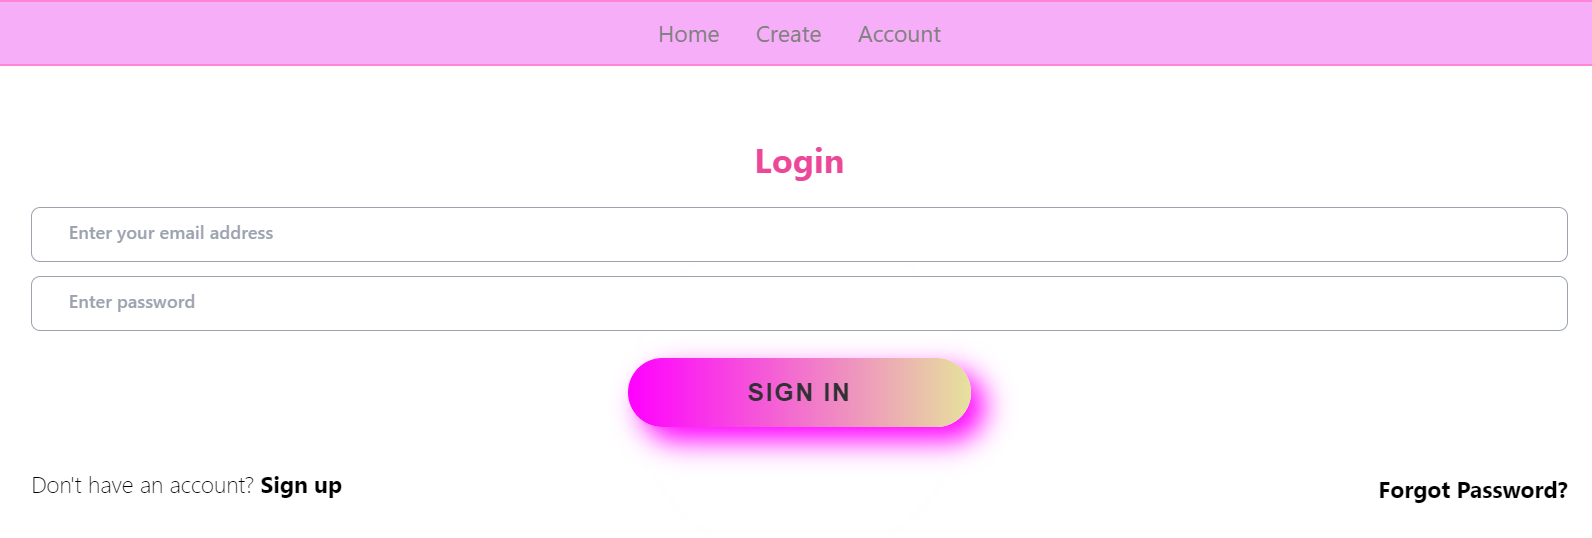 Home Create Account
Login
Enter your email address
Enter password
SIGN IN
Don't have an account? Sign up
Forgot Password?